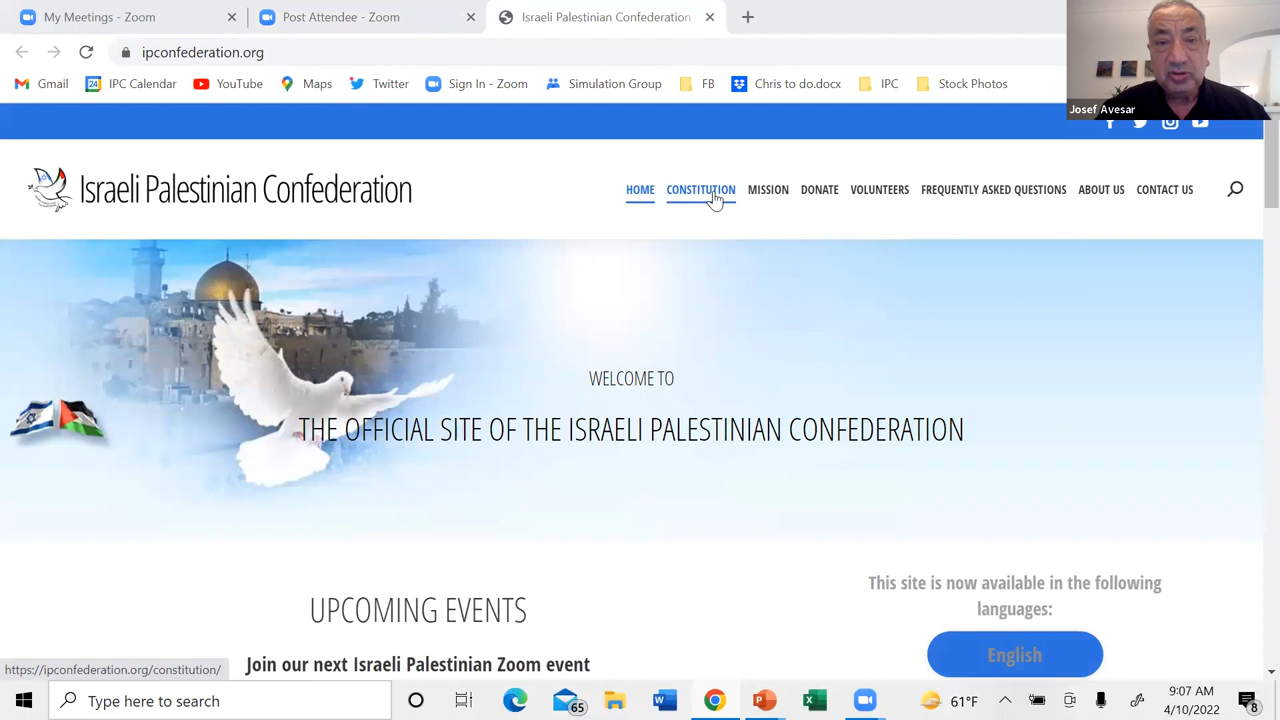 My Meetings - Zoom
Post Attendee - Zoom
Israeli Palestinian Confederation
ipconfederation.org
Gmail
24
IPC Calendar
YouTube
Maps
Twitter
Sign In - Zoom
Simulation Group
FB
Chris to do.docx
IPC
Stock Photos
Josef Avesar
Israeli Palestinian Confederation
HOME
CONSTITUTION
MISSION
DONATE
VOLUNTEERS
FREQUENTLY ASKED QUESTIONS
ABOUT US
CONTACT US
WELCOME TO
THE OFFICIAL SITE OF THE ISRAELI PALESTINIAN CONFEDERATION
This site is now available in the following
languages:
UPCOMING EVENTS
English
Join our next Israeli Palestinian Zoom event
https://ipconfederation.org/constitution/
Type here to search
65
61°F
9:07 AM
4/10/2022
8